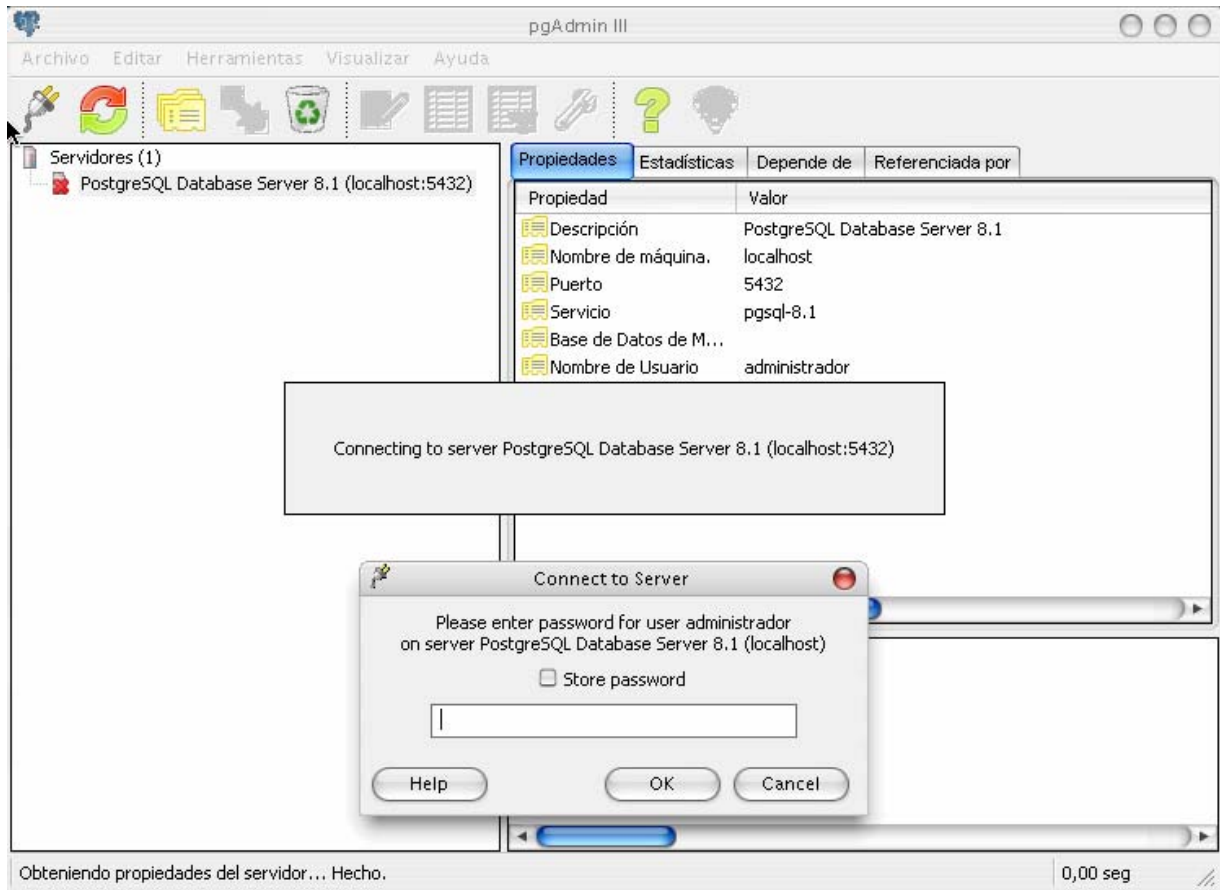 pgAdmin III
Archivo Editar Herramientas Visualizar Ayuda
Servidores (1)
PostgreSQL Database Server 8.1 (localhost:5432)
Propiedades Estadísticas Depende de Referenciada por
Propiedad Valor
Descripción PostgreSQL Database Server 8.1
Nombre de máquina. localhost
Puerto 5432
Servicio pgsql-8.1
Base de Datos de M...
Nombre de Usuario administrador
Connecting to server PostgreSQL Database Server 8.1 (localhost:5432)
Connect to Server
Please enter password for user administrador
on server PostgreSQL Database Server 8.1 (localhost)
Store password
Help OK Cancel
Obteniendo propiedades del servidor... Hecho. 0,00 seg